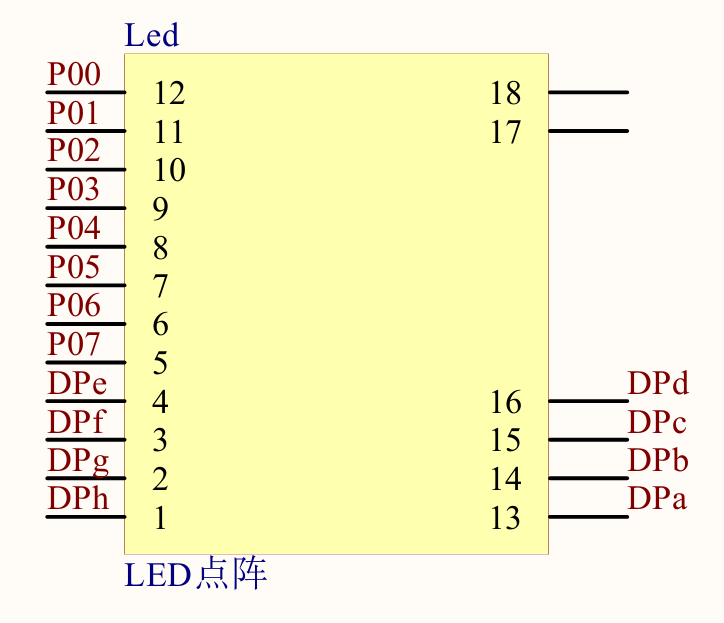 Led
P00 12 18
P01 11 17
P02 10
P03 9
P04 8
P05 7
P06 6
P07 5
DPe 4 16 DPd
DPf 3 15 DPc
DPg 2 14 DPb
DPh 1 13 DPa
LED点阵